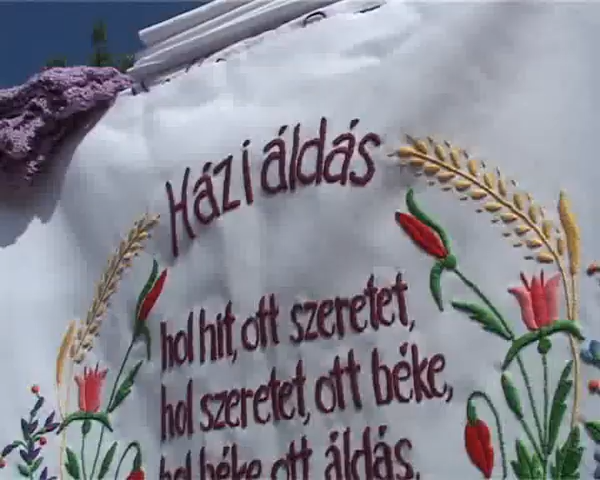 Házi áldás
hol hit, ott szeretet,
hol szeretet, ott béke,
hol béke ott áldás.